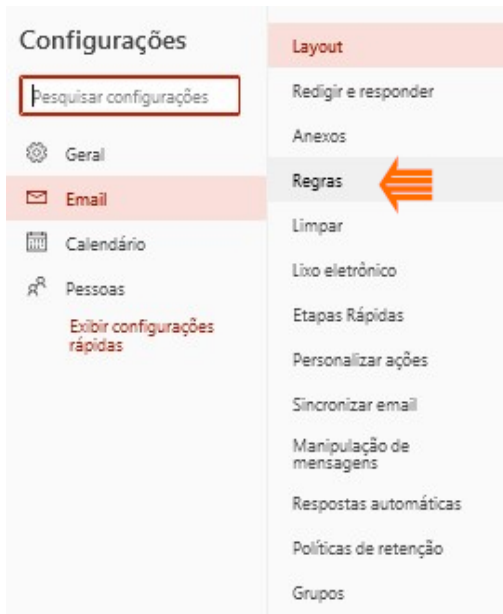 Configurações
Pesquisar configurações
Geral
Email
Calendário
Pessoas
Exibir configurações
rápidas
Layout
Redigir e responder
Anexos
Regras
Limpar
Lixo eletrônico
Etapas Rápidas
Personalizar ações
Sincronizar email
Manipulação de
mensagens
Respostas automáticas
Políticas de retenção
Grupos